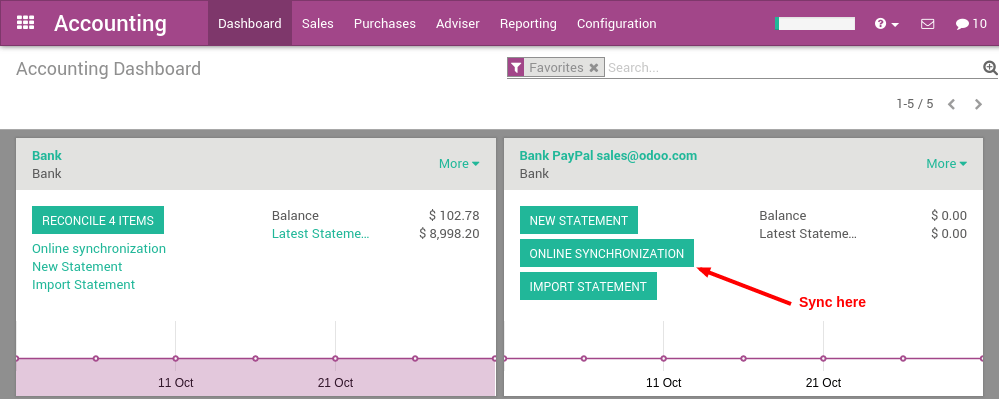 Accounting Dashboard Sales Purchases Adviser Reporting Configuration 10
Accounting Dashboard
Favorites Search...
1-5 / 5
Bank
Bank
More
RECONCILE 4 ITEMS
Online synchronization
New Statement
Import Statement
Balance $ 102.78
Latest Stateme... $ 8,998.20
11 Oct 21 Oct
Bank PayPal sales@odoo.com
Bank
More
NEW STATEMENT
ONLINE SYNCHRONIZATION
IMPORT STATEMENT
Balance $ 0.00
Latest Stateme... $ 0.00
Sync here
11 Oct 21 Oct